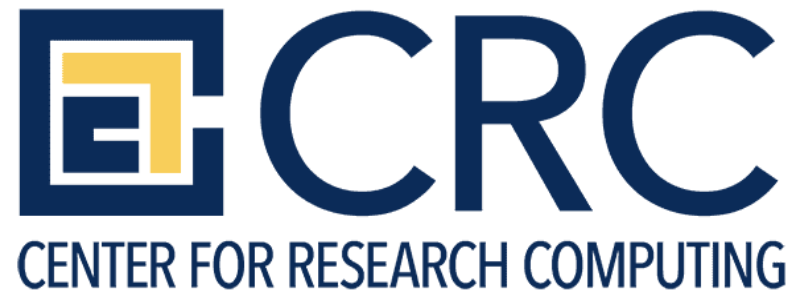 CRC
CENTER FOR RESEARCH COMPUTING